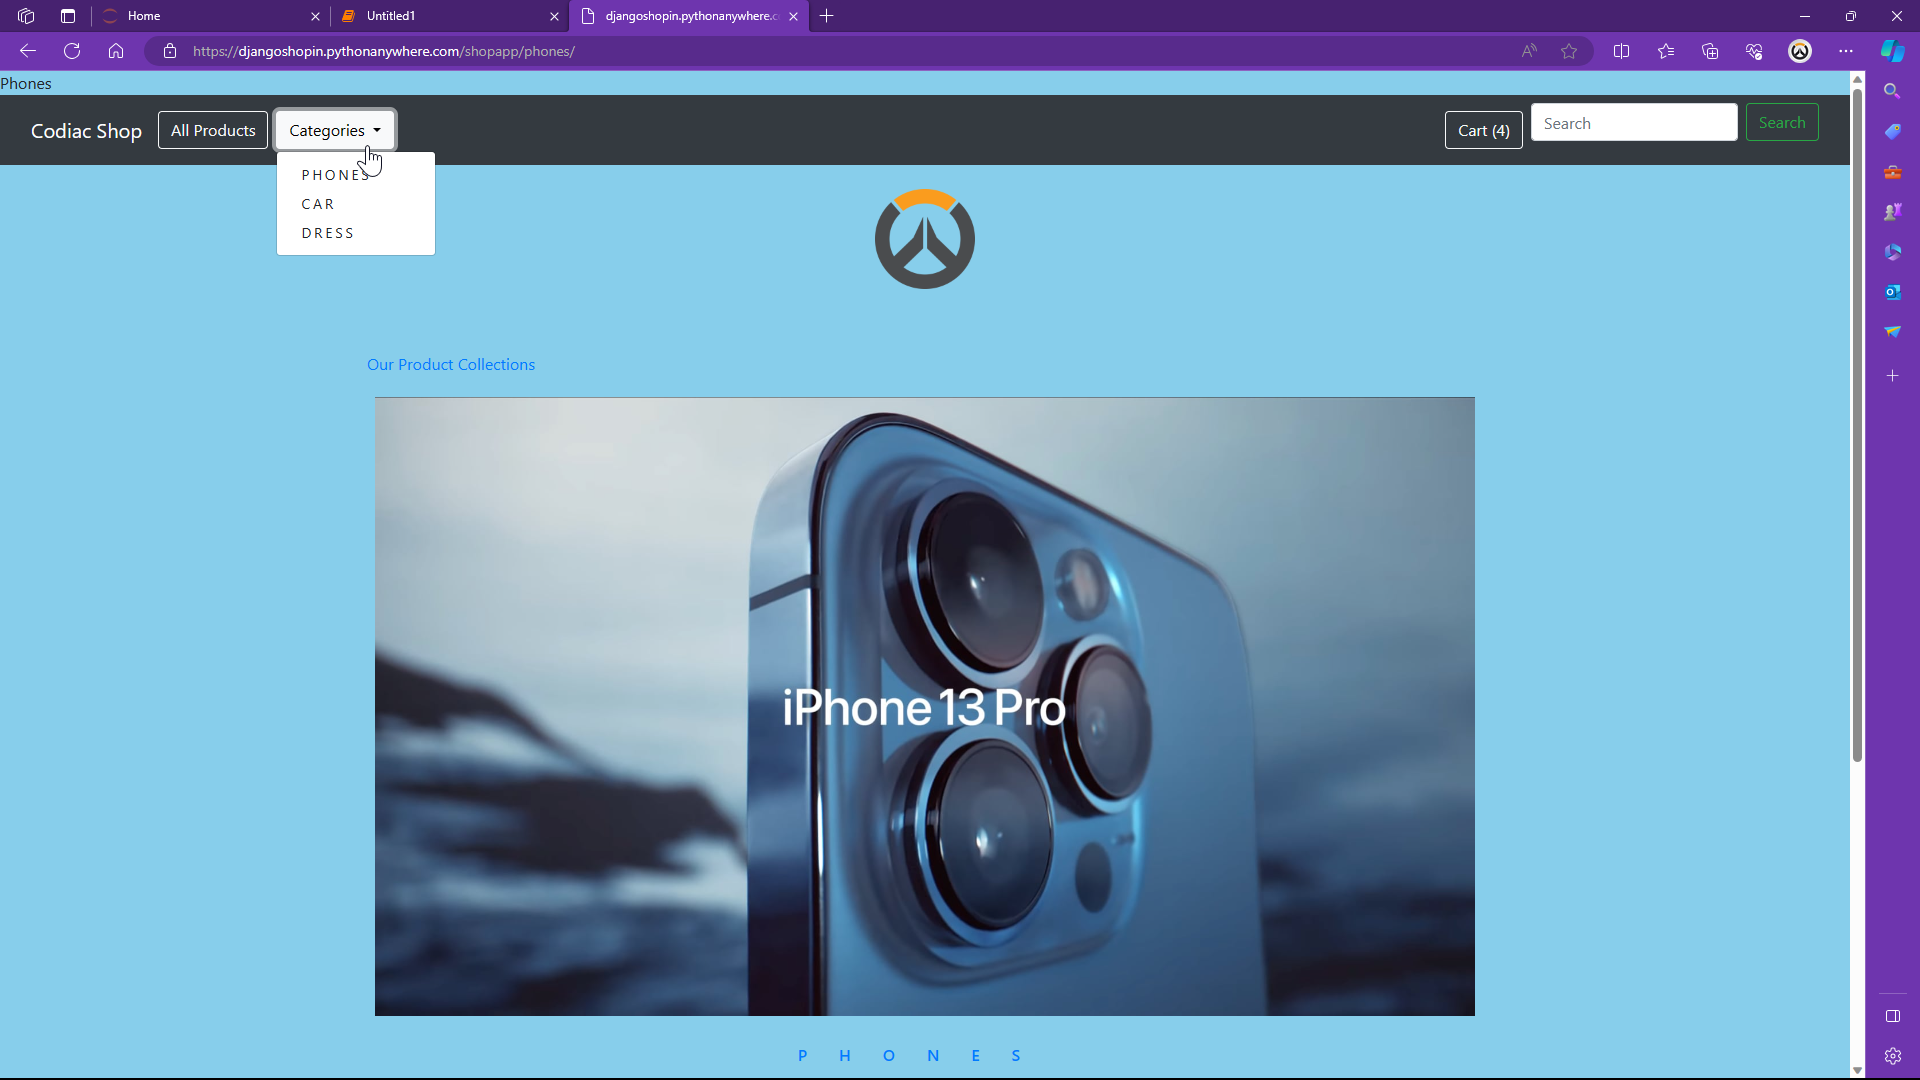 Home
Untitled1
djangoshopin.pythonanywhere.c
https://djangoshopin.pythonanywhere.com/shopapp/phones/
Phones
Codiac Shop
All Products
Categories
Cart (4)
Search
Search
PHONES
CAR
DRESS
Our Product Collections
iPhone 13 Pro
P H O N E S